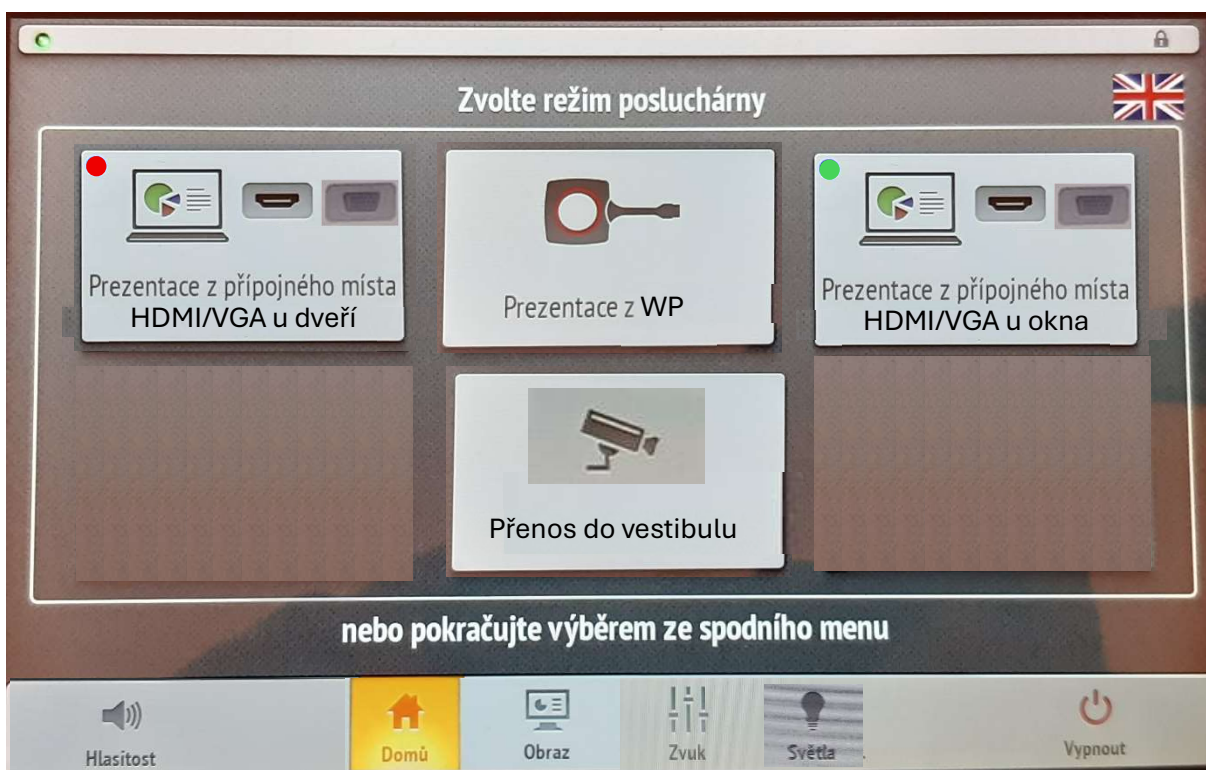 Zvolte režim posluchárny
Prezentace z přípojného místa
HDMI/VGA u dveří
Prezentace z WP
Prezentace z přípojného místa
HDMI/VGA u okna
Přenos do vestibulu
nebo pokračujte výběrem ze spodního menu
Hlasitost
Domů
Obraz
Zvuk
Světla
Vypnout